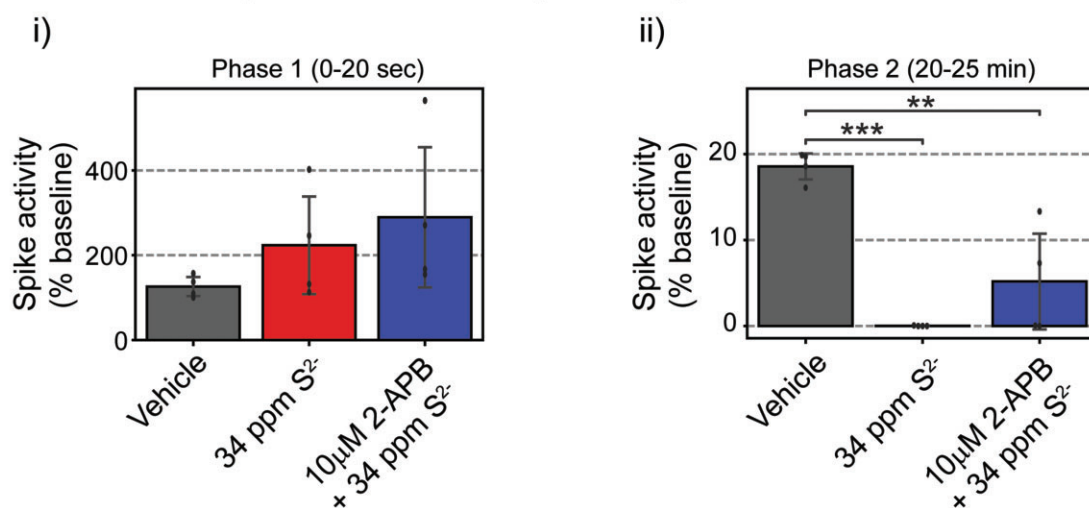 i)
Phase 1 (0-20 sec)
Spike activity
(% baseline)
400
200
0
Vehicle
34 ppm S²⁻
10µM 2-APB
+ 34 ppm S²⁻
ii)
Phase 2 (20-25 min)
Spike activity
(% baseline)
**
***
20
10
0
Vehicle
34 ppm S²⁻
10µM 2-APB
+ 34 ppm S²⁻